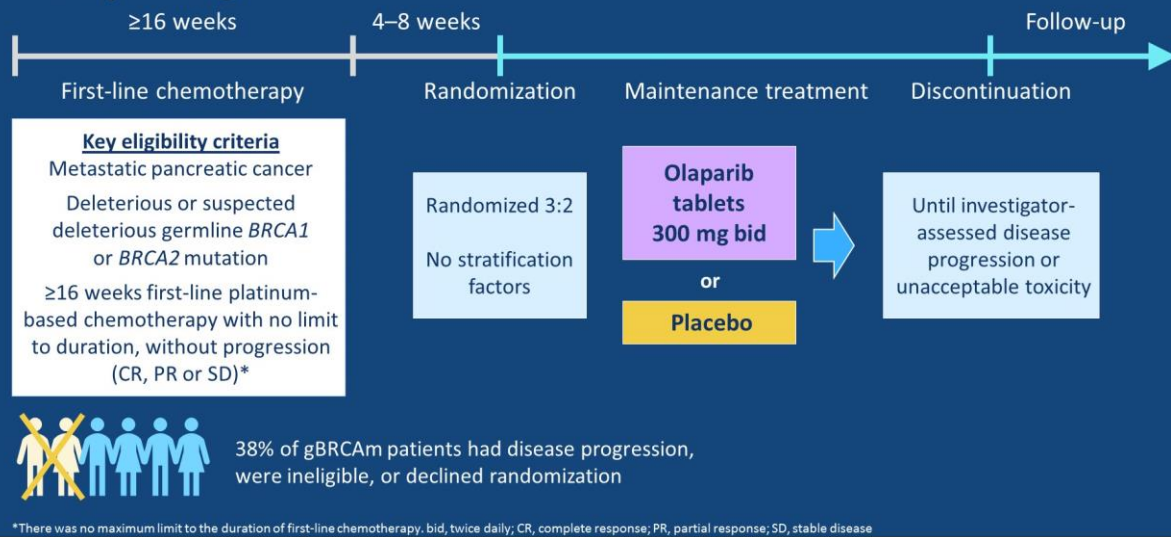 ≥16 weeks
4–8 weeks
Follow-up
First-line chemotherapy
Randomization
Maintenance treatment
Discontinuation
Key eligibility criteria
Metastatic pancreatic cancer
Deleterious or suspected
deleterious germline BRCA1
or BRCA2 mutation
≥16 weeks first-line platinum-
based chemotherapy with no limit
to duration, without progression
(CR, PR or SD)*
Randomized 3:2
No stratification
factors
Olaparib
tablets
300 mg bid
or
Placebo
Until investigator-
assessed disease
progression or
unacceptable toxicity
38% of gBRCAm patients had disease progression,
were ineligible, or declined randomization
*There was no maximum limit to the duration of first-line chemotherapy. bid, twice daily; CR, complete response; PR, partial response; SD, stable disease